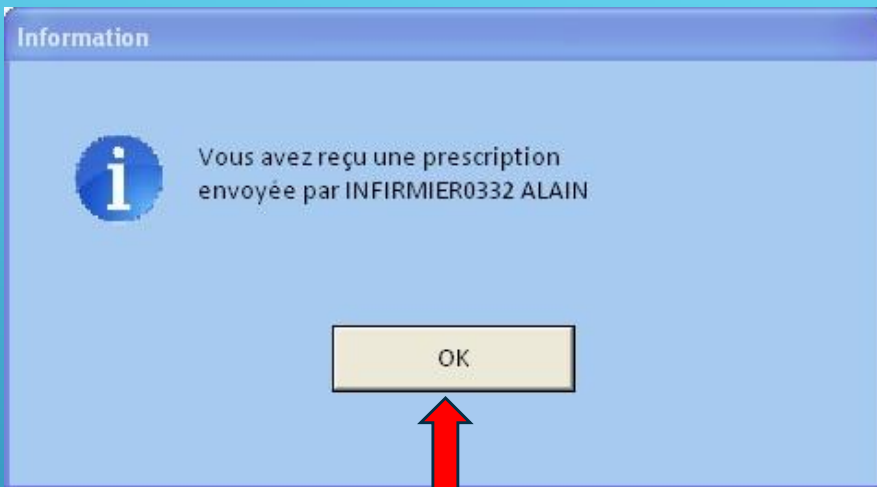 Information
Vous avez reçu une prescription
envoyée par INFIRMIER0332 ALAIN
OK